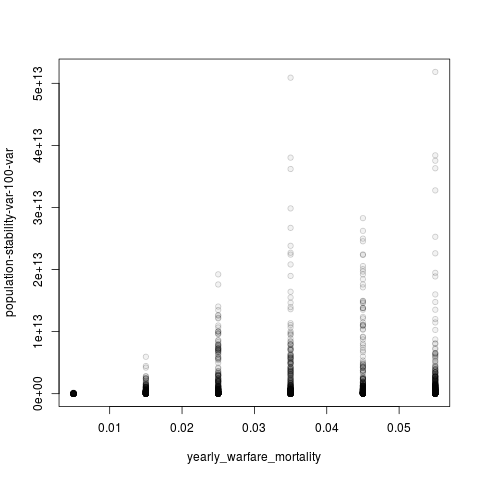 5e+13
4e+13
3e+13
2e+13
1e+13
0e+00
population-stability-var-100-var
0.01 0.02 0.03 0.04 0.05
yearly_warfare_mortality